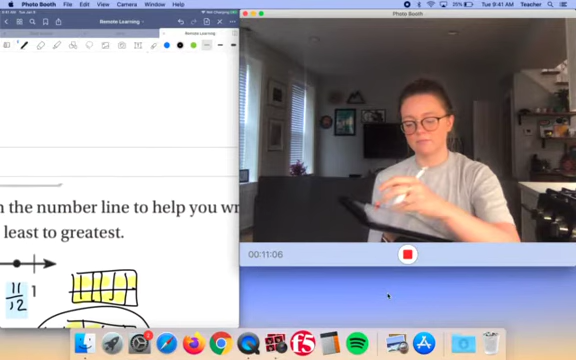 Photo Booth File Edit View Camera Window Help
25% Tue 9:41 AM Teacher
Remote Learning
Remote Learning
Photo Booth
n the number line to help you wr
least to greatest.
11
12
1
00:11:06